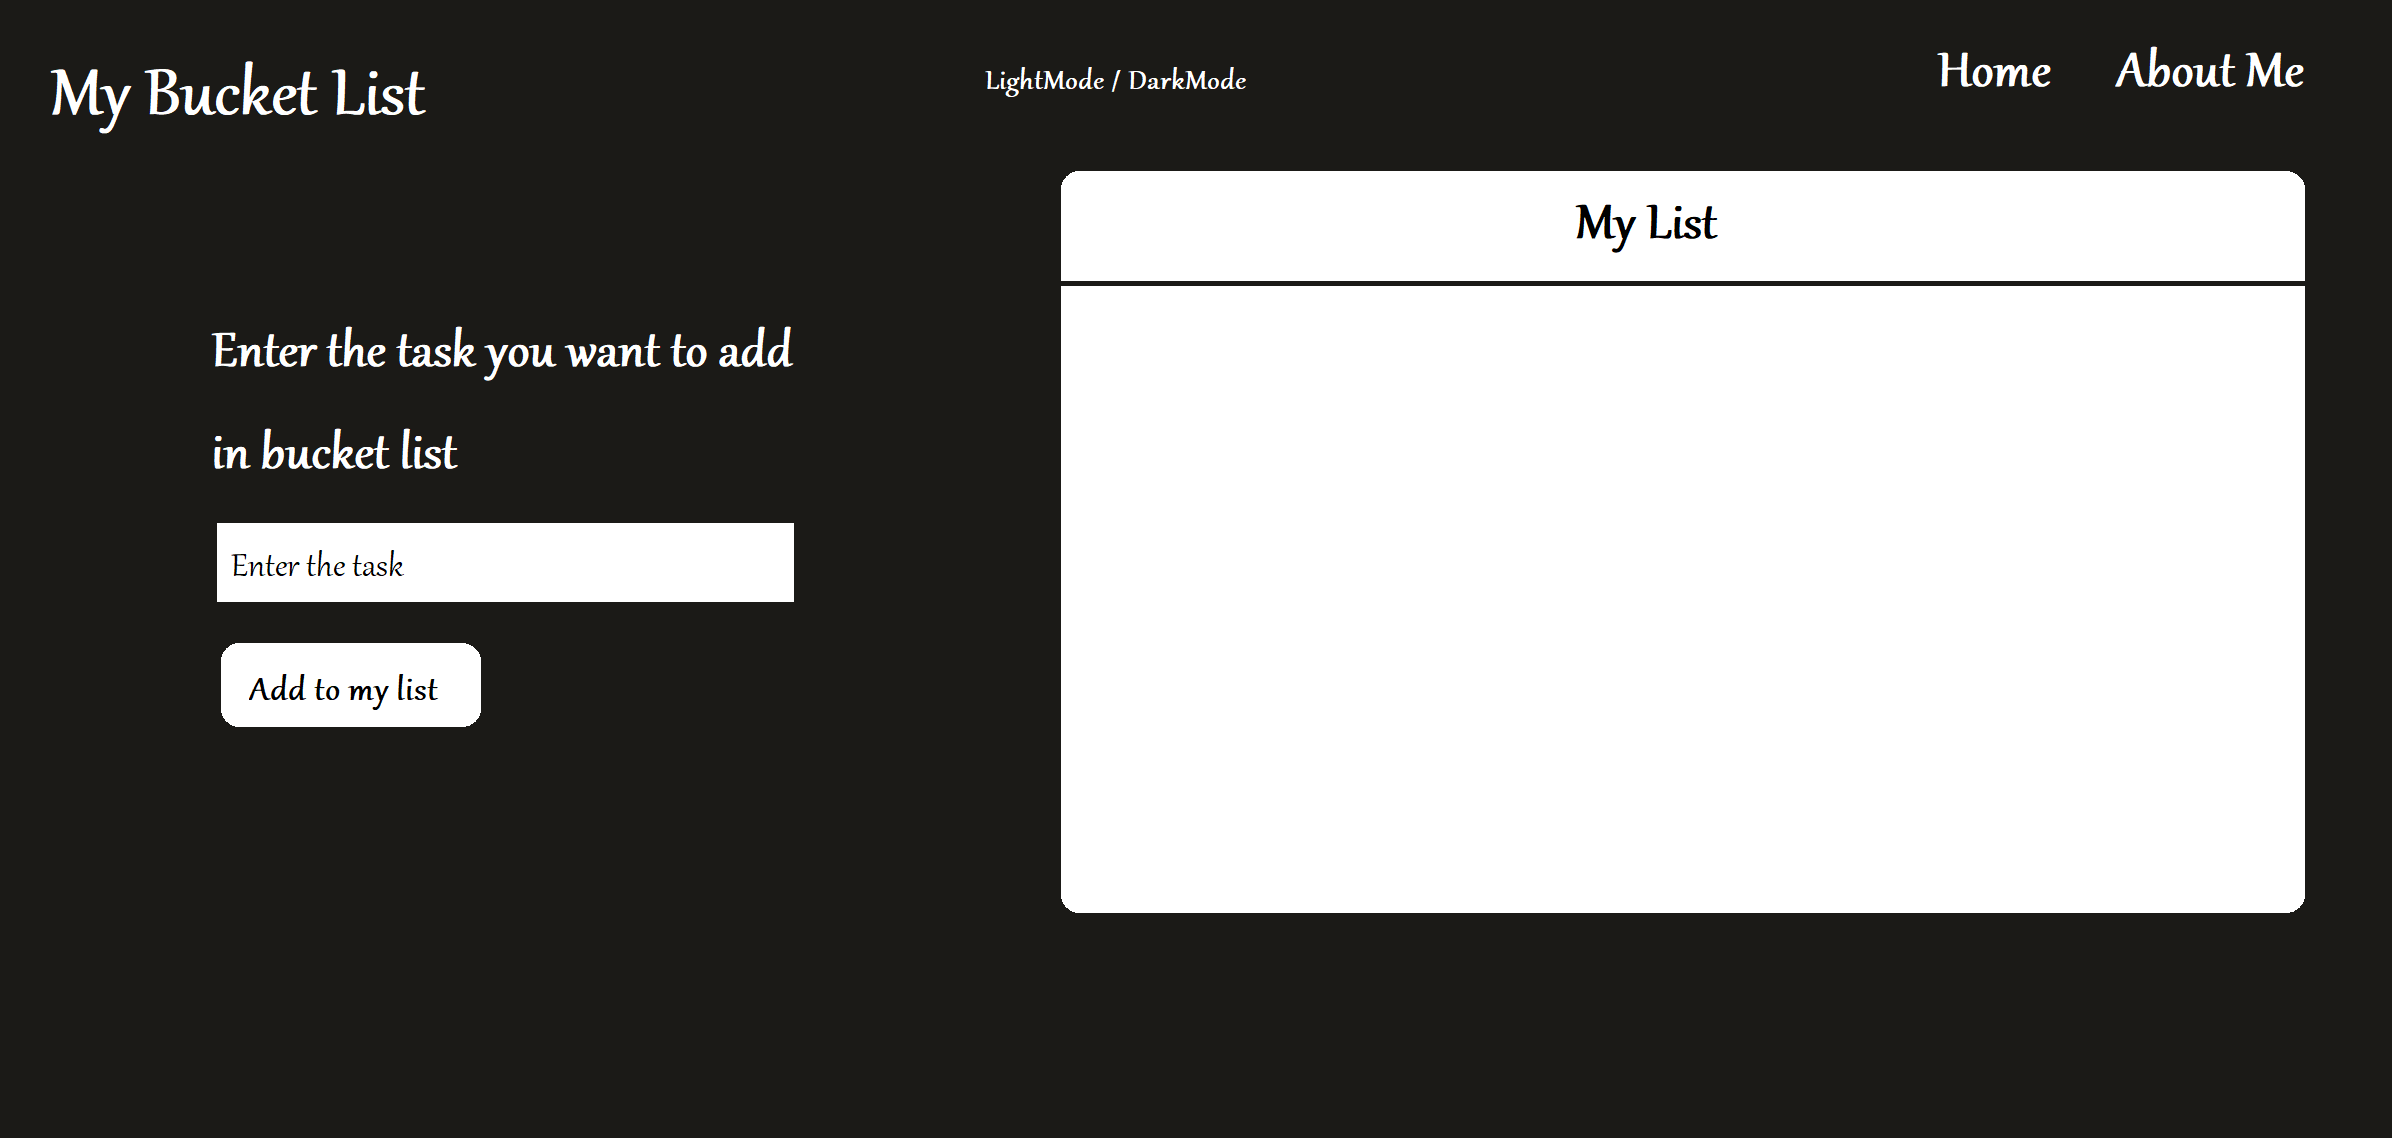 My Bucket List
LightMode / DarkMode
Home
About Me
Enter the task you want to add
in bucket list
Enter the task
Add to my list
My List